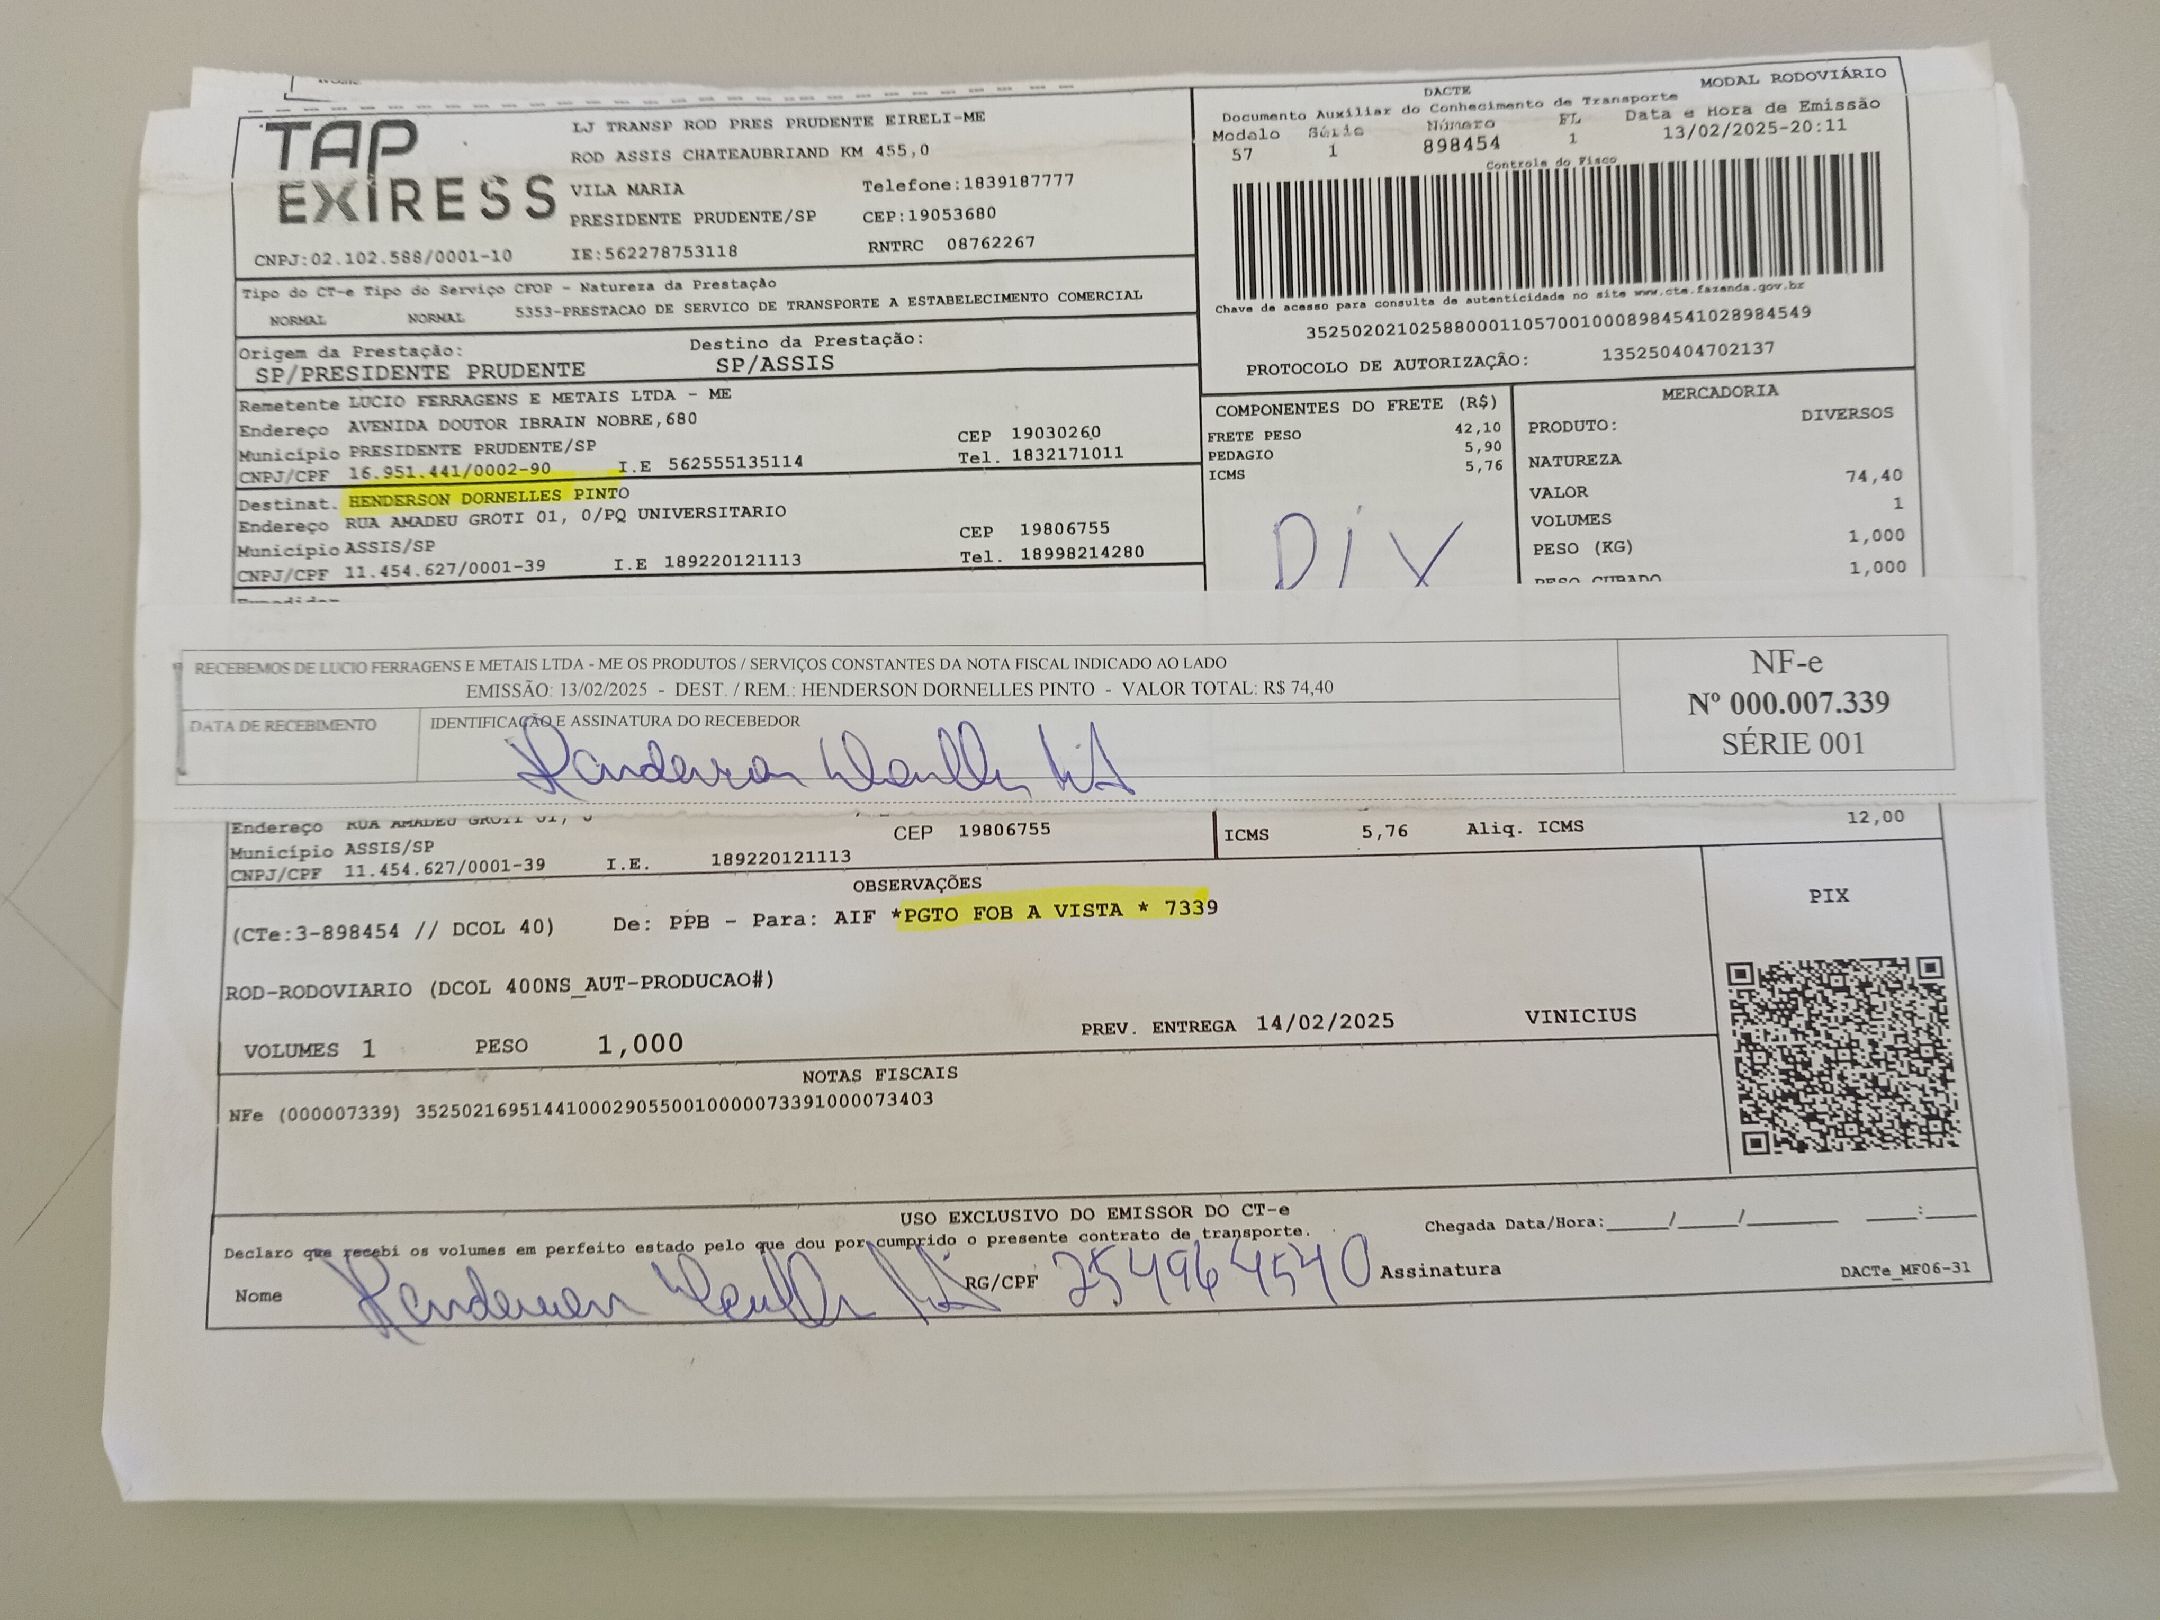 TAP
EXPRESS
LJ TRANSP ROD PRES PRUDENTE EIRELI-ME
ROD ASSIS CHATEAUBRIAND KM 455,0
VILA MARIA Telefone:1839187777
PRESIDENTE PRUDENTE/SP CEP:19053680
CNPJ:02.102.588/0001-10 IE:562278753118 RNTRC 08762267
DACTE MODAL RODOVIÁRIO
Documento Auxiliar do Conhecimento de Transporte
Modelo Série Número FL Data e Hora de Emissão
57 1 898454 1 13/02/2025-20:11
Controle do Fisco
Chave de acesso para consulta de autenticidade no site www.cte.fazenda.gov.br
35250202102588000110570010008984541028984549
PROTOCOLO DE AUTORIZAÇÃO: 135250404702137
Tipo do CT-e Tipo do Serviço CFOP - Natureza da Prestação
NORMAL NORMAL 5353-PRESTACAO DE SERVICO DE TRANSPORTE A ESTABELECIMENTO COMERCIAL
Origem da Prestação: Destino da Prestação:
SP/PRESIDENTE PRUDENTE SP/ASSIS
Remetente LUCIO FERRAGENS E METAIS LTDA - ME
Endereço AVENIDA DOUTOR IBRAIN NOBRE,680
Município PRESIDENTE PRUDENTE/SP CEP 19030260
CNPJ/CPF 16.951.441/0002-90 I.E 562555135114 Tel. 1832171011
Destinat. HENDERSON DORNELLES PINTO
Endereço RUA AMADEU GROTI 01, 0/PQ UNIVERSITARIO
Município ASSIS/SP CEP 19806755
CNPJ/CPF 11.454.627/0001-39 I.E 189220121113 Tel. 18998214280
COMPONENTES DO FRETE (R$)
FRETE PESO 42,10
PEDAGIO 5,90
ICMS 5,76
DIV
MERCADORIA
PRODUTO: DIVERSOS
NATUREZA
VALOR 74,40
VOLUMES 1
PESO (KG) 1,000
PESO CUBADO 1,000
RECEBEMOS DE LUCIO FERRAGENS E METAIS LTDA - ME OS PRODUTOS / SERVIÇOS CONSTANTES DA NOTA FISCAL INDICADO AO LADO
EMISSÃO: 13/02/2025 - DEST. / REM.: HENDERSON DORNELLES PINTO - VALOR TOTAL: R$ 74,40
DATA DE RECEBIMENTO IDENTIFICAÇÃO E ASSINATURA DO RECEBEDOR
NF-e
Nº 000.007.339
SÉRIE 001
Endereço RUA AMADEU GROTI 01, 0 CEP 19806755
Município ASSIS/SP
CNPJ/CPF 11.454.627/0001-39 I.E. 189220121113
ICMS 5,76 Aliq. ICMS 12,00
OBSERVAÇÕES
(CTe:3-898454 // DCOL 40) De: PPB - Para: AIF *PGTO FOB A VISTA * 7339
ROD-RODOVIARIO (DCOL 400NS_AUT-PRODUCAO#)
VOLUMES 1 PESO 1,000 PREV. ENTREGA 14/02/2025 VINICIUS
PIX
NOTAS FISCAIS
NFe (000007339) 35250216951441000290550010000073391000073403
USO EXCLUSIVO DO EMISSOR DO CT-e
Declaro que recebi os volumes em perfeito estado pelo que dou por cumprido o presente contrato de transporte.
Chegada Data/Hora:____/____/______ ____:____
Nome RG/CPF 254964540 Assinatura
DACTe_MF06-31